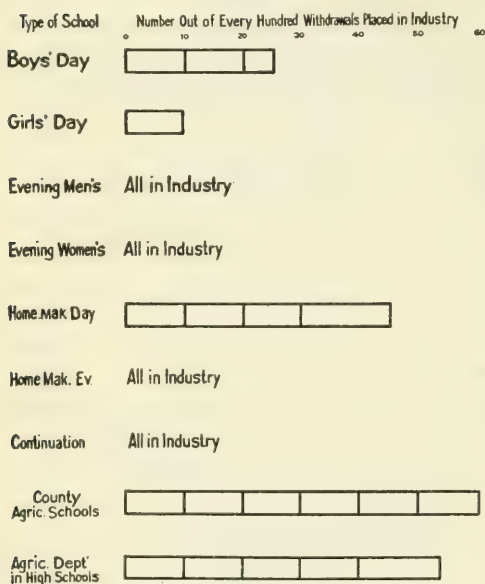 Type of School Number Out of Every Hundred Withdrawals Placed in Industry
0 10 20 30 40 50 60
Boys' Day
Girls' Day
Evening Men's All in Industry
Evening Women's All in Industry
Home Mak Day
Home Mak. Ev. All in Industry
Continuation All in Industry
County
Agric. Schools
Agric. Dept'
in High Schools